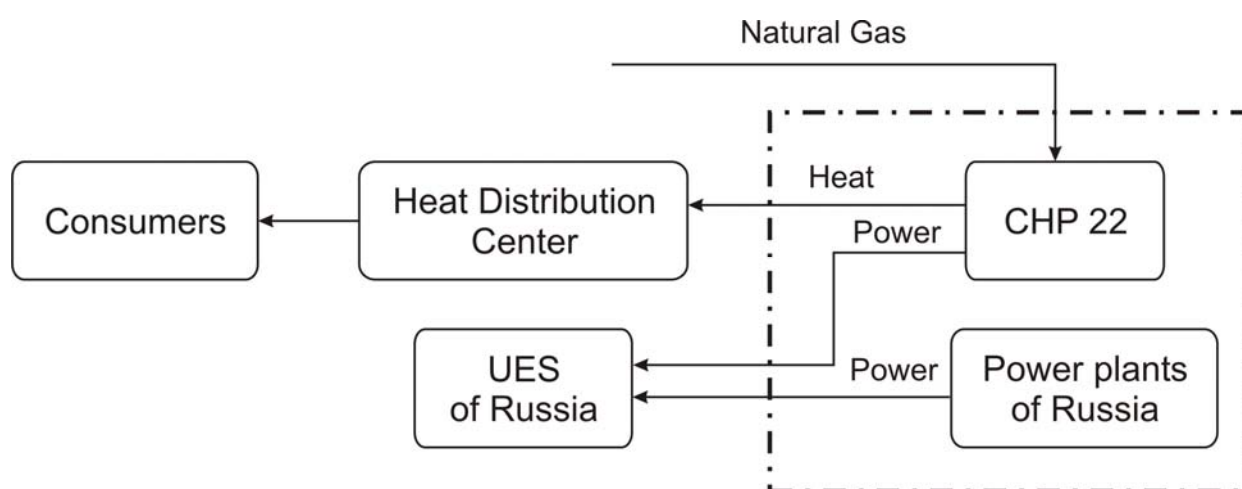 Natural Gas
Heat
Consumers
Heat Distribution
Center
CHP 22
Power
UES
of Russia
Power
Power plants
of Russia